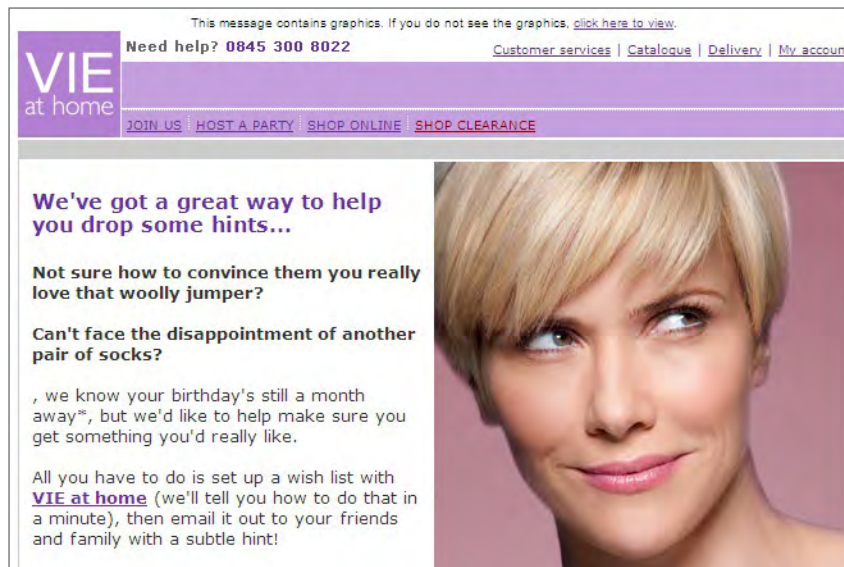 This message contains graphics. If you do not see the graphics, click here to view.
VIE
at home
Need help? 0845 300 8022
Customer services | Catalogue | Delivery | My accoun
JOIN US HOST A PARTY SHOP ONLINE SHOP CLEARANCE
We've got a great way to help
you drop some hints...
Not sure how to convince them you really
love that woolly jumper?
Can't face the disappointment of another
pair of socks?
, we know your birthday's still a month
away*, but we'd like to help make sure you
get something you'd really like.
All you have to do is set up a wish list with
VIE at home (we'll tell you how to do that in
a minute), then email it out to your friends
and family with a subtle hint!